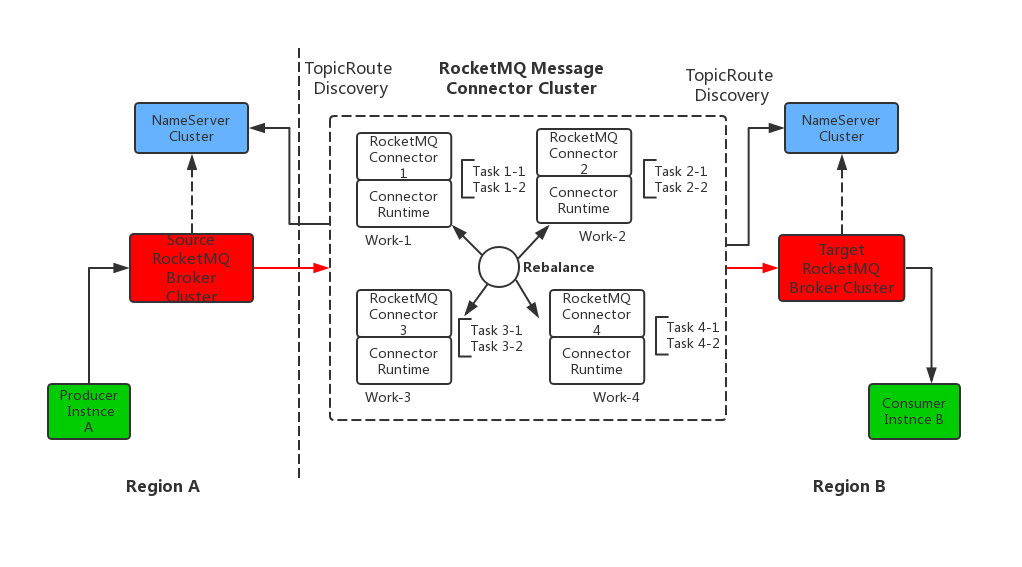 TopicRoute
Discovery
RocketMQ Message
Connector Cluster
TopicRoute
Discovery
NameServer
Cluster
NameServer
Cluster
RocketMQ
Connector
1
Connector
Runtime
Work-1
Task 1-1
Task 1-2
RocketMQ
Connector
2
Connector
Runtime
Work-2
Task 2-1
Task 2-2
Source
RocketMQ
Broker
Cluster
Rebalance
Target
RocketMQ
Broker Cluster
RocketMQ
Connector
3
Connector
Runtime
Work-3
Task 3-1
Task 3-2
RocketMQ
Connector
4
Connector
Runtime
Work-4
Task 4-1
Task 4-2
Producer
Instnce
A
Consumer
Instnce B
Region A
Region B